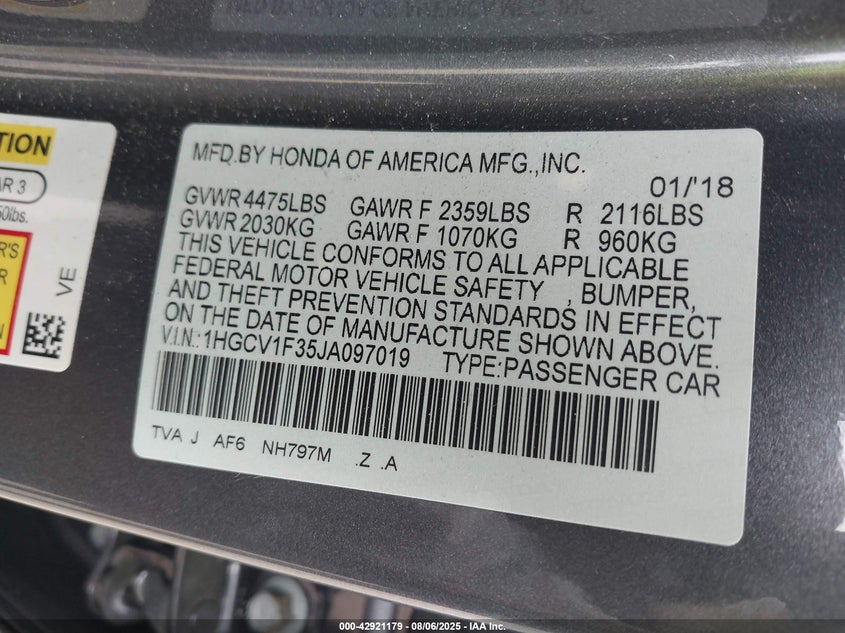 MFD.BY HONDA OF AMERICA MFG.,INC.
01/'18
GVWR 4475LBS GAWR F 2359LBS R 2116LBS
GVWR 2030KG GAWR F 1070KG R 960KG
THIS VEHICLE CONFORMS TO ALL APPLICABLE
FEDERAL MOTOR VEHICLE SAFETY , BUMPER,
AND THEFT PREVENTION STANDARDS IN EFFECT
ON THE DATE OF MANUFACTURE SHOWN ABOVE.
V.I.N.:1HGCV1F35JA097019 TYPE:PASSENGER CAR
TVA J AF6 NH797M .Z .A
VE
000-42921179 - 08/06/2025 - IAA Inc.